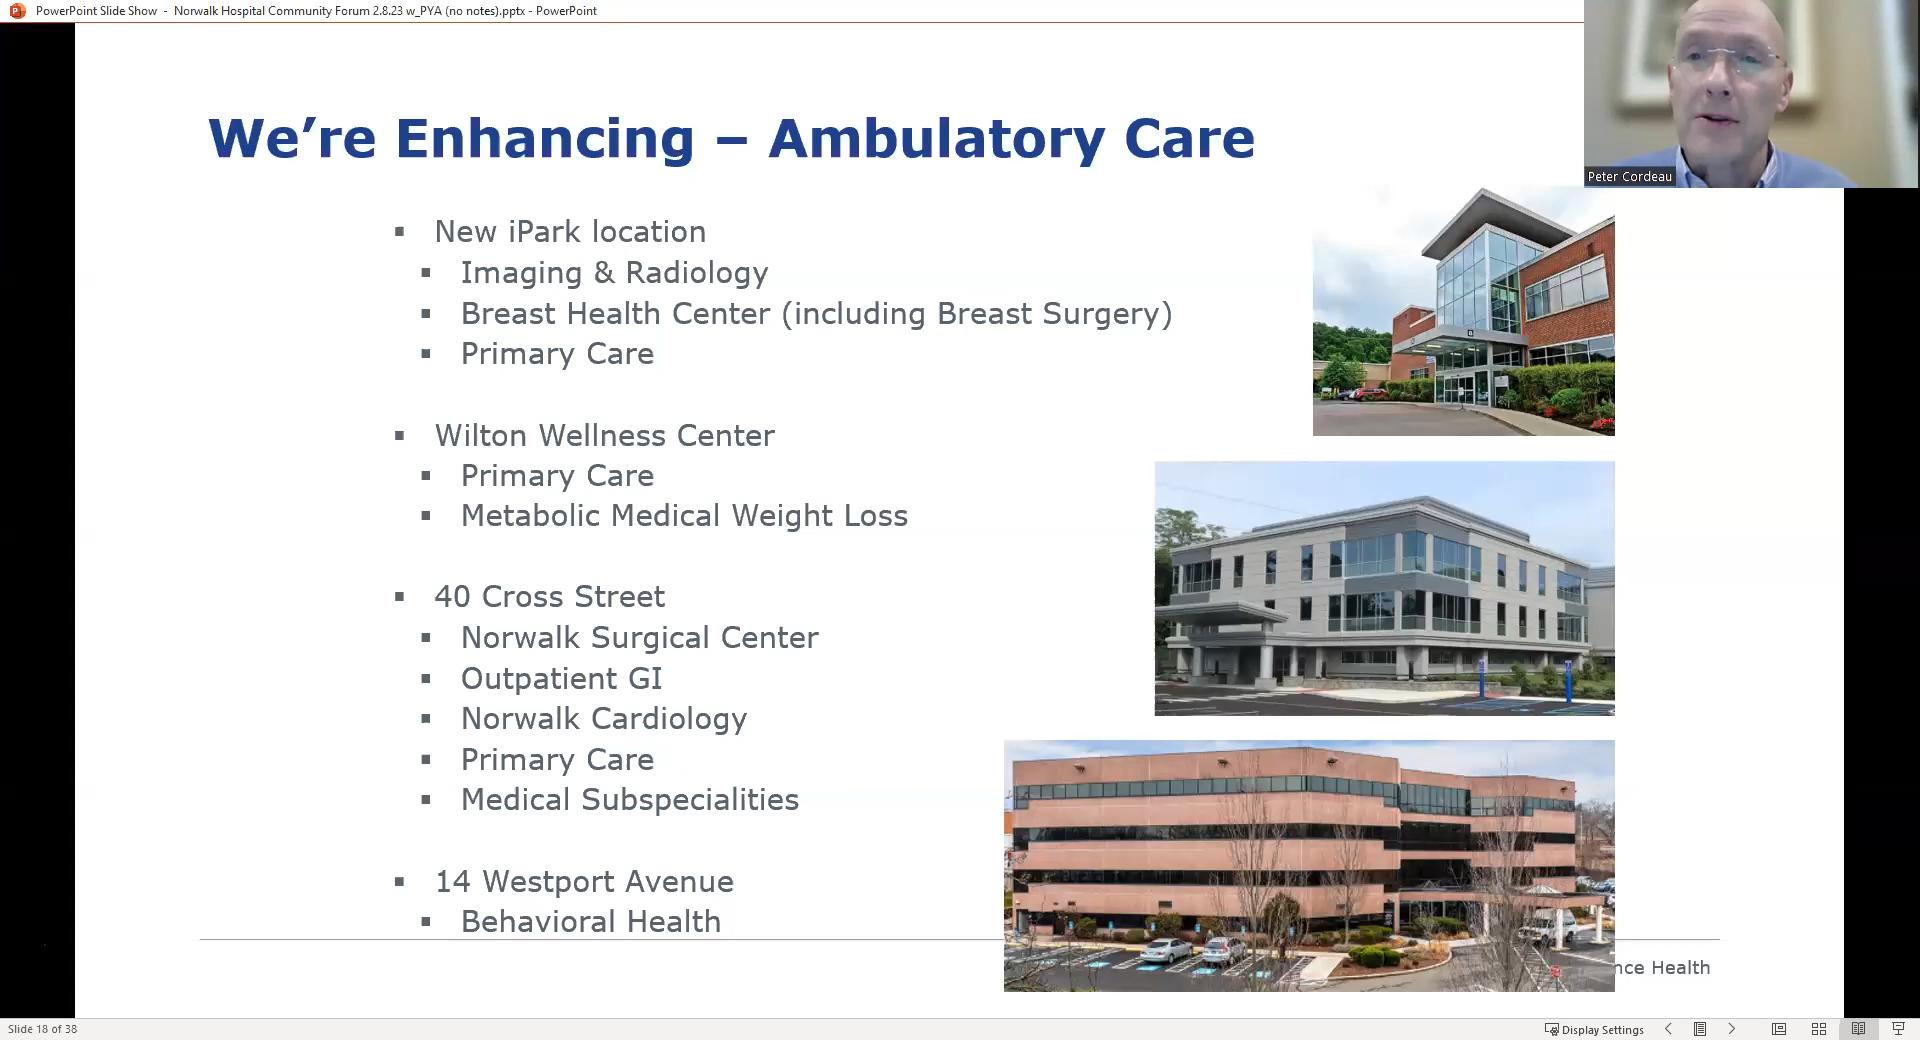 PowerPoint Slide Show - Norwalk Hospital Community Forum 2.8.23 w_PYA (no notes).pptx - PowerPoint
We’re Enhancing – Ambulatory Care
Peter Cordeau
▪ New iPark location
▪ Imaging & Radiology
▪ Breast Health Center (including Breast Surgery)
▪ Primary Care
▪ Wilton Wellness Center
▪ Primary Care
▪ Metabolic Medical Weight Loss
▪ 40 Cross Street
▪ Norwalk Surgical Center
▪ Outpatient GI
▪ Norwalk Cardiology
▪ Primary Care
▪ Medical Subspecialities
▪ 14 Westport Avenue
▪ Behavioral Health
nce Health
Slide 18 of 38
Display Settings